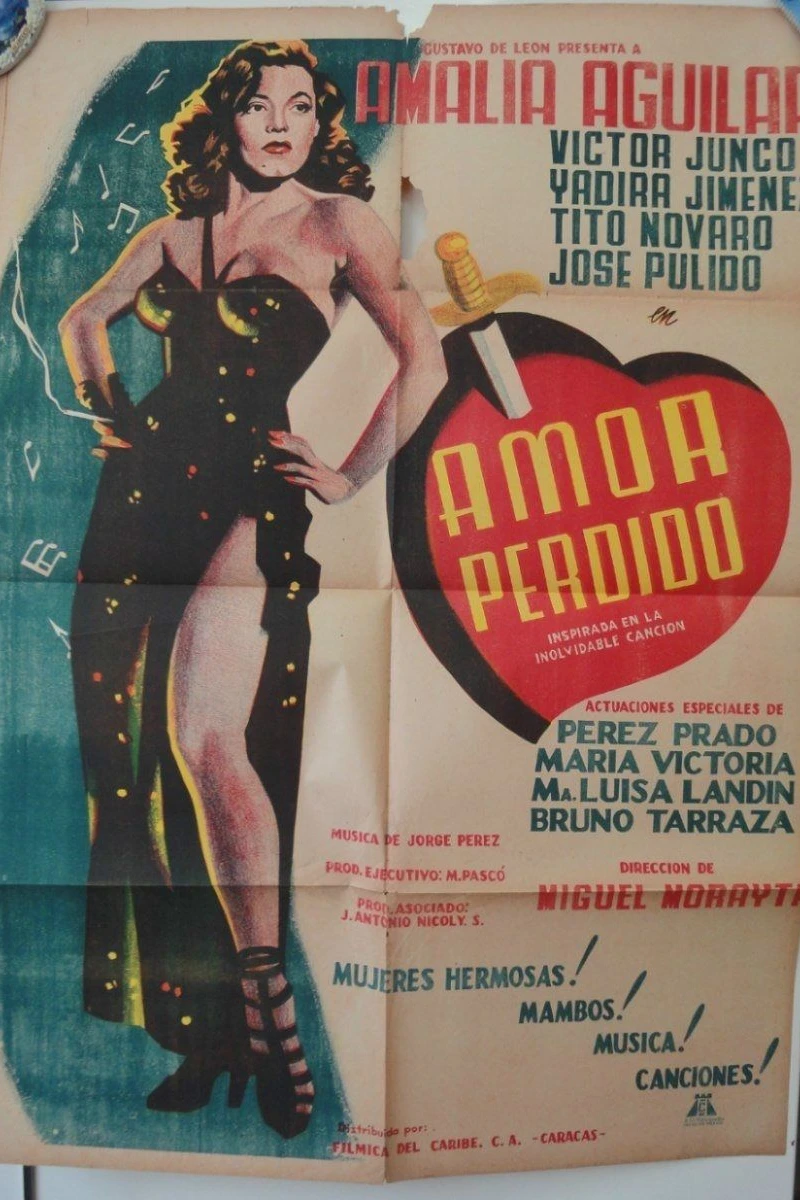 GUSTAVO DE LEON PRESENTA A
AMALIA AGUILAR
VICTOR JUNCO
YADIRA JIMENEZ
TITO NOVARO
JOSE PULIDO
en
AMOR
PERDIDO
INSPIRADA EN LA
INOLVIDABLE CANCION
ACTUACIONES ESPECIALES DE
PEREZ PRADO
MARIA VICTORIA
Ma. LUISA LANDIN
BRUNO TARRAZA
MUSICA DE JORGE PEREZ
PROD. EJECUTIVO: M. PASCÓ
PROD. ASOCIADO:
J. ANTONIO NICOLY. S.
DIRECCION DE
MIGUEL MORAYTA
MUJERES HERMOSAS!
MAMBOS!
MUSICA!
CANCIONES!
Distribuida por:
FILMICA DEL CARIBE, C. A. -CARACAS-